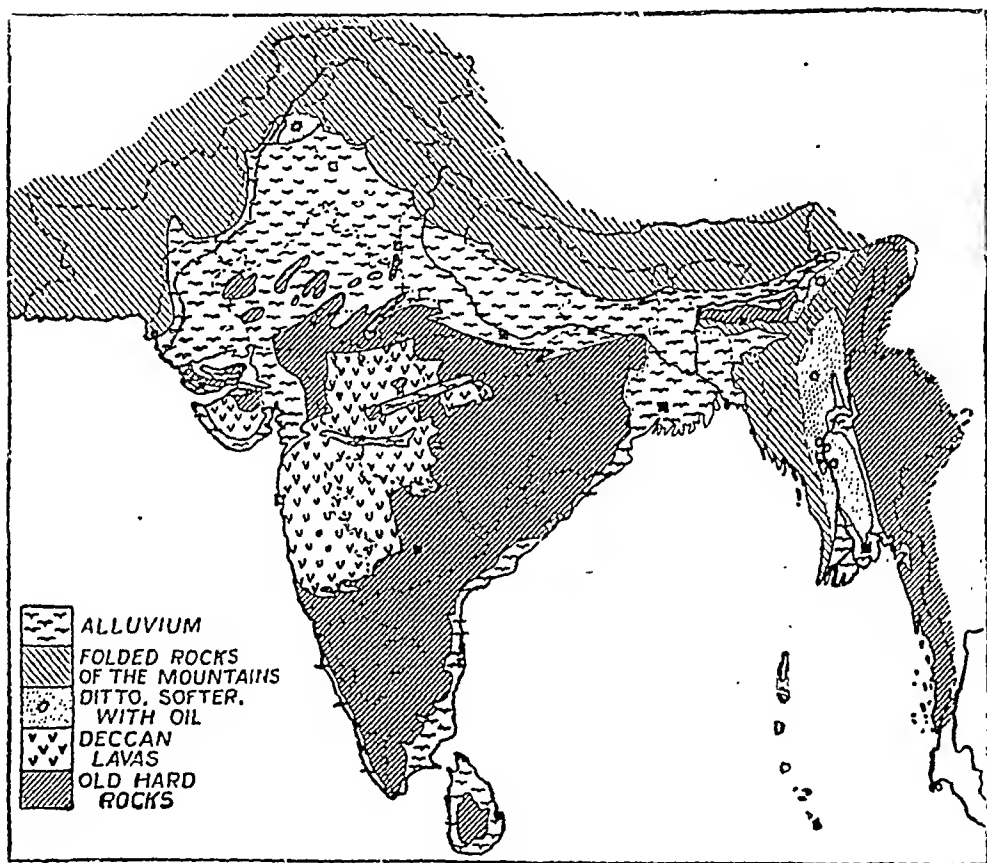 ALLUVIUM
FOLDED ROCKS
OF THE MOUNTAINS
DITTO, SOFTER,
WITH OIL
DECCAN
LAVAS
OLD HARD
ROCKS